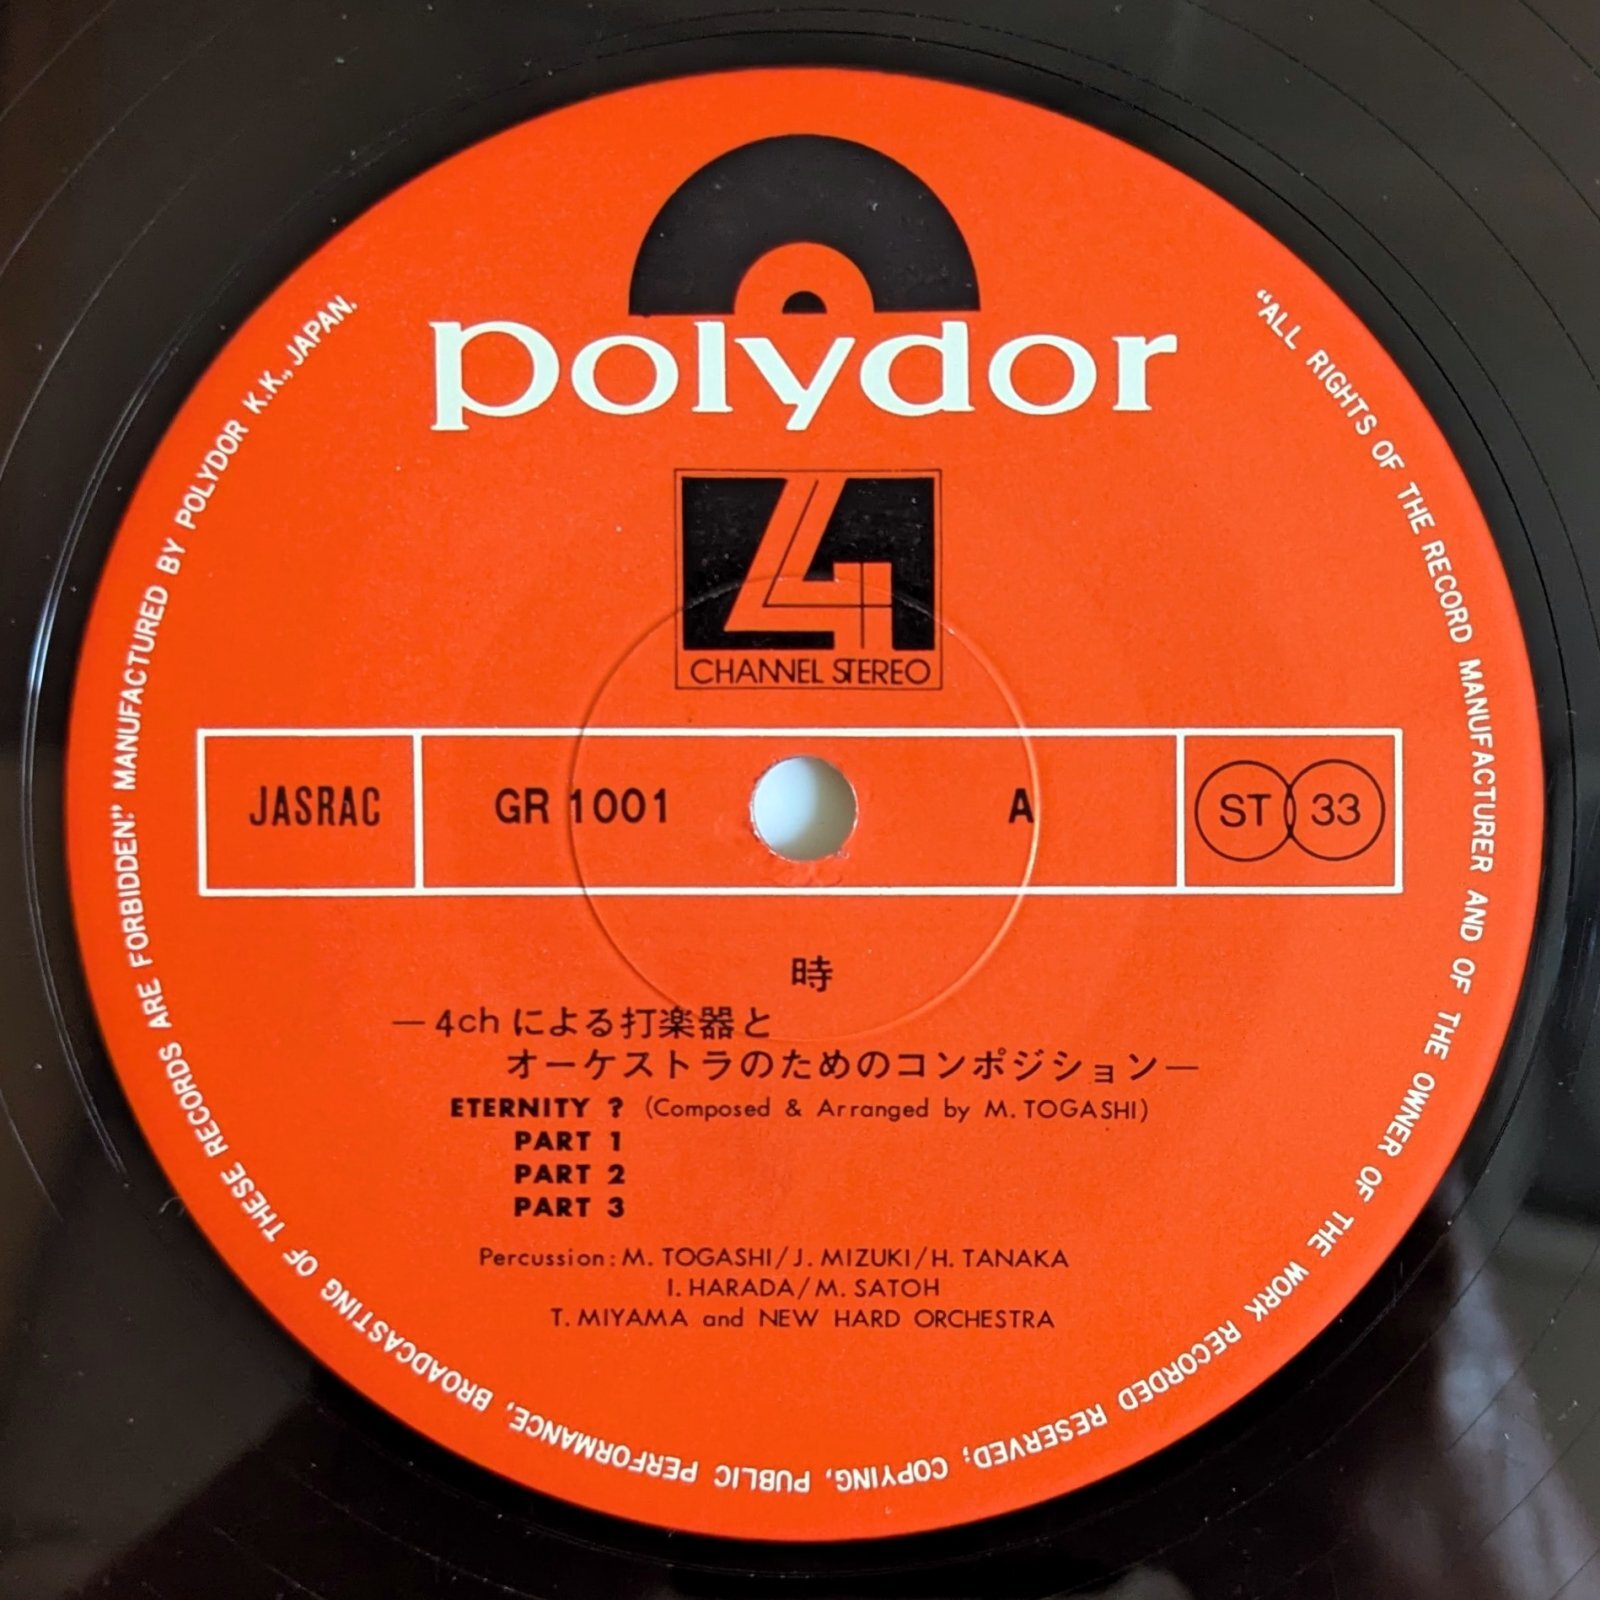 polydor
4
CHANNEL STEREO
JASRAC
GR 1001
A
ST
33
時
—4chによる打楽器と
オーケストラのためのコンポジション—
ETERNITY ? (Composed & Arranged by M. TOGASHI)
PART 1
PART 2
PART 3
Percussion: M. TOGASHI/J. MIZUKI/H. TANAKA
I. HARADA/M. SATOH
T. MIYAMA and NEW HARD ORCHESTRA
“ALL RIGHTS OF THE RECORD MANUFACTURER AND OF THE OWNER OF THE WORK RECORDED RESERVED; COPYING, PUBLIC PERFORMANCE, BROADCASTING OF THESE RECORDS ARE FORBIDDEN.” MANUFACTURED BY POLYDOR K.K., JAPAN.